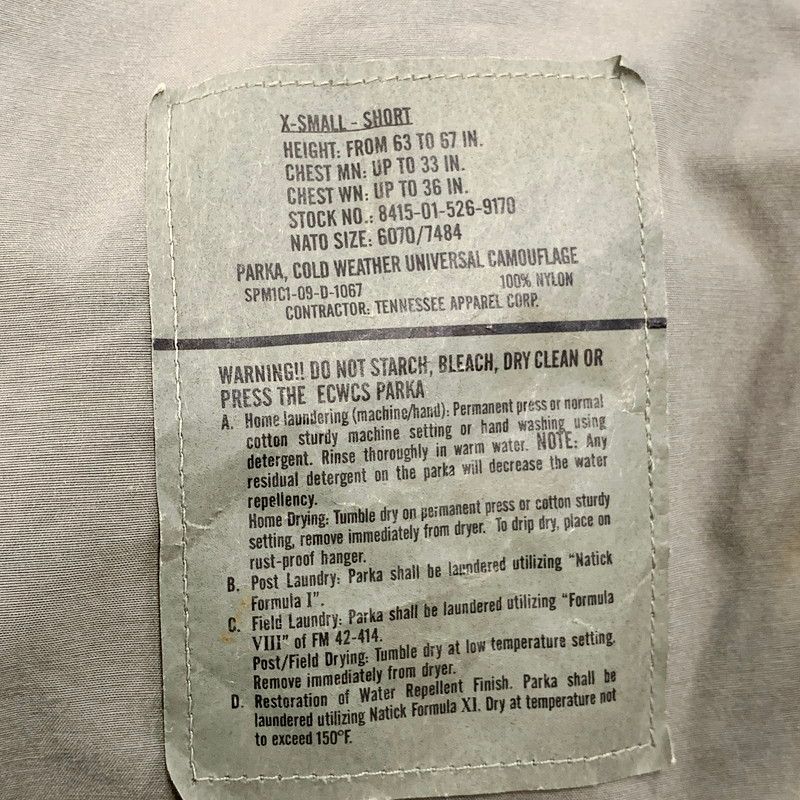 X-SMALL - SHORT
HEIGHT: FROM 63 TO 67 IN.
CHEST MN: UP TO 33 IN.
CHEST WN: UP TO 36 IN.
STOCK NO.: 8415-01-526-9170
NATO SIZE: 6070/7484
PARKA, COLD WEATHER UNIVERSAL CAMOUFLAGE
SPM1C1-09-D-1067 100% NYLON
CONTRACTOR: TENNESSEE APPAREL CORP.
WARNING!! DO NOT STARCH, BLEACH, DRY CLEAN OR
PRESS THE ECWCS PARKA
A. Home laundering (machine/hand): Permanent press or normal
cotton sturdy machine setting or hand washing using
detergent. Rinse thoroughly in warm water. NOTE: Any
residual detergent on the parka will decrease the water
repellency.
Home Drying: Tumble dry on permanent press or cotton sturdy
setting, remove immediately from dryer. To drip dry, place on
rust-proof hanger.
B. Post Laundry: Parka shall be laundered utilizing "Natick
Formula I".
C. Field Laundry: Parka shall be laundered utilizing "Formula
VIII" of FM 42-414.
Post/Field Drying: Tumble dry at low temperature setting.
Remove immediately from dryer.
D. Restoration of Water Repellent Finish. Parka shall be
laundered utilizing Natick Formula XI. Dry at temperature not
to exceed 150°F.